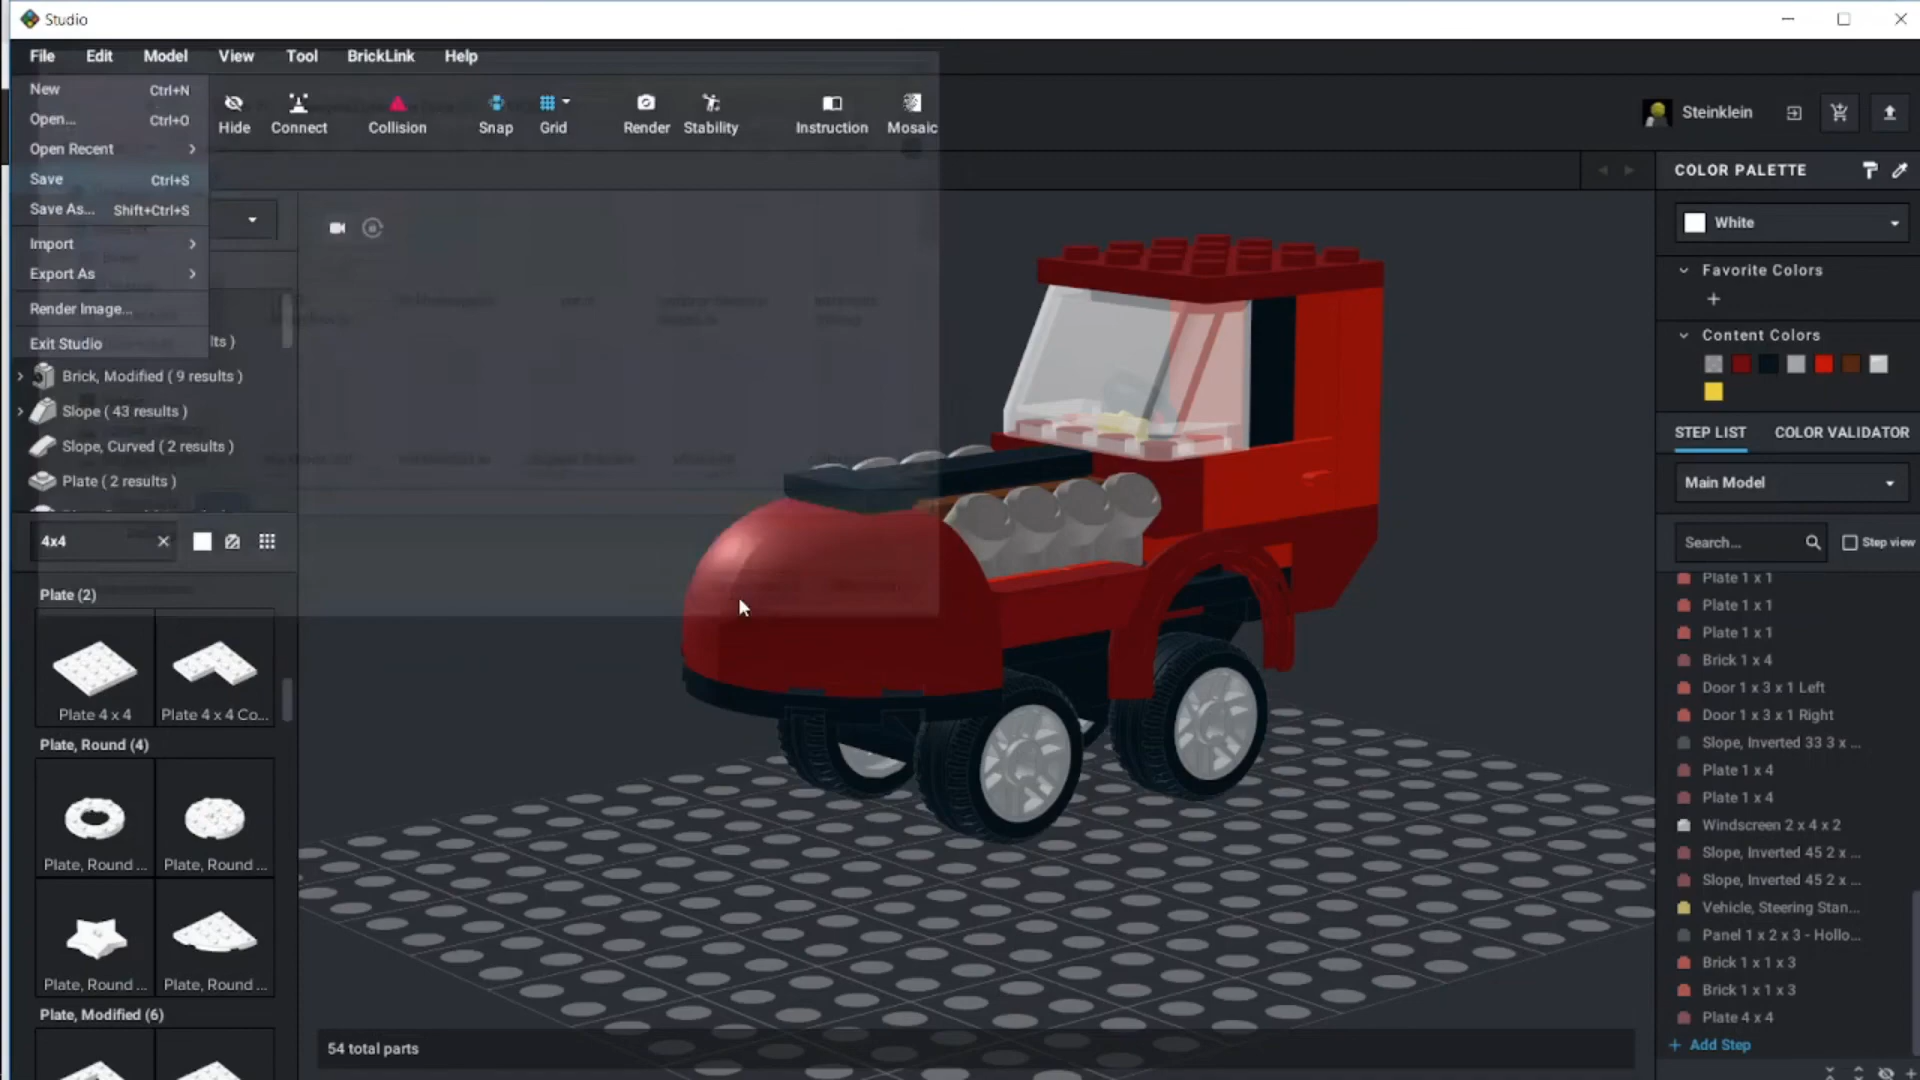 Studio
File Edit Model View Tool BrickLink Help
New Ctrl+N
Open... Ctrl+O
Open Recent
Save Ctrl+S
Save As... Shift+Ctrl+S
Import
Export As
Render Image...
Exit Studio
Hide Connect Collision Snap Grid Render Stability Instruction Mosaic
Steinklein
lts )
Brick, Modified ( 9 results )
Slope ( 43 results )
Slope, Curved ( 2 results )
Plate ( 2 results )
4x4
Plate (2)
Plate 4 x 4 Plate 4 x 4 Co...
Plate, Round (4)
Plate, Round ... Plate, Round ...
Plate, Round ... Plate, Round ...
Plate, Modified (6)
54 total parts
COLOR PALETTE
White
Favorite Colors
Content Colors
STEP LIST COLOR VALIDATOR
Main Model
Search... Step view
Plate 1 x 1
Plate 1 x 1
Plate 1 x 1
Brick 1 x 4
Door 1 x 3 x 1 Left
Door 1 x 3 x 1 Right
Slope, Inverted 33 3 x ...
Plate 1 x 4
Plate 1 x 4
Windscreen 2 x 4 x 2
Slope, Inverted 45 2 x ...
Slope, Inverted 45 2 x ...
Vehicle, Steering Stan...
Panel 1 x 2 x 3 - Hollo...
Brick 1 x 1 x 3
Brick 1 x 1 x 3
Plate 4 x 4
+ Add Step